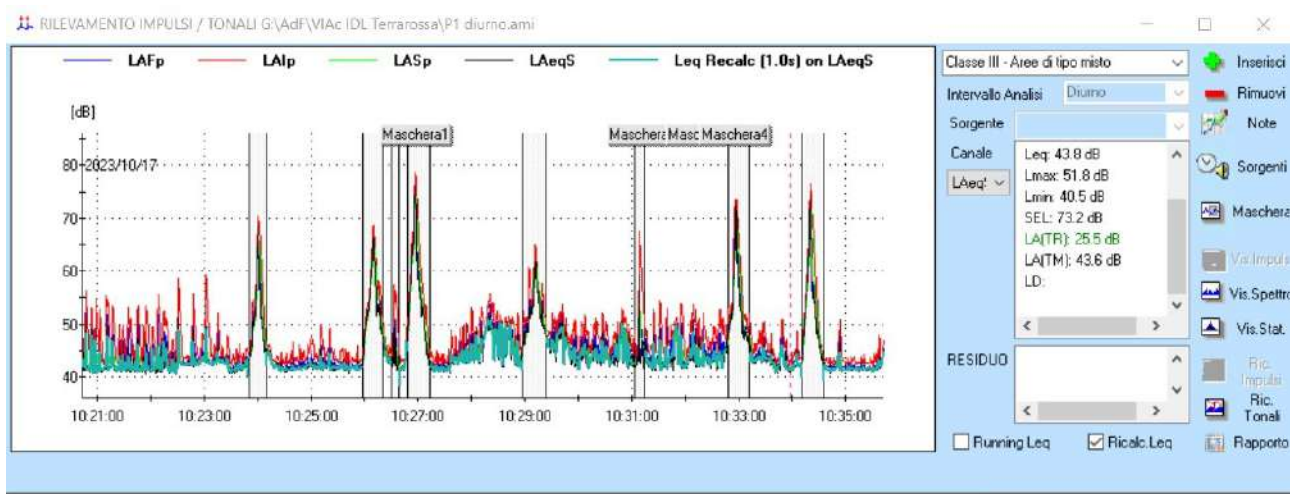 RILEVAMENTO IMPULSI / TONALI G:\AdF\VIAc IDL Terrarossa\P1 diurno.ami
LAFp LAIp LASp LAeqS Leq Recalc (1.0s) on LAeqS
[dB]
Maschera1 Maschera Masc Maschera4
80 2023/10/17
70
60
50
40
10:21:00 10:23:00 10:25:00 10:27:00 10:29:00 10:31:00 10:33:00 10:35:00
Classe III - Aree di tipo misto
Intervallo Analisi Diurno
Sorgente
Canale
LAeq'
Leq: 43.8 dB
Lmax: 51.8 dB
Lmin: 40.5 dB
SEL: 73.2 dB
LA(TR): 25.5 dB
LA(TM): 43.6 dB
LD:
RESIDUO
Running Leq Ricalc.Leq
Inserisci
Rimuovi
Note
Sorgenti
Maschera
Vis.Impuls
Vis.Spettro
Vis.Stat.
Ric.
Impulsi
Ric.
Tonali
Rapporto